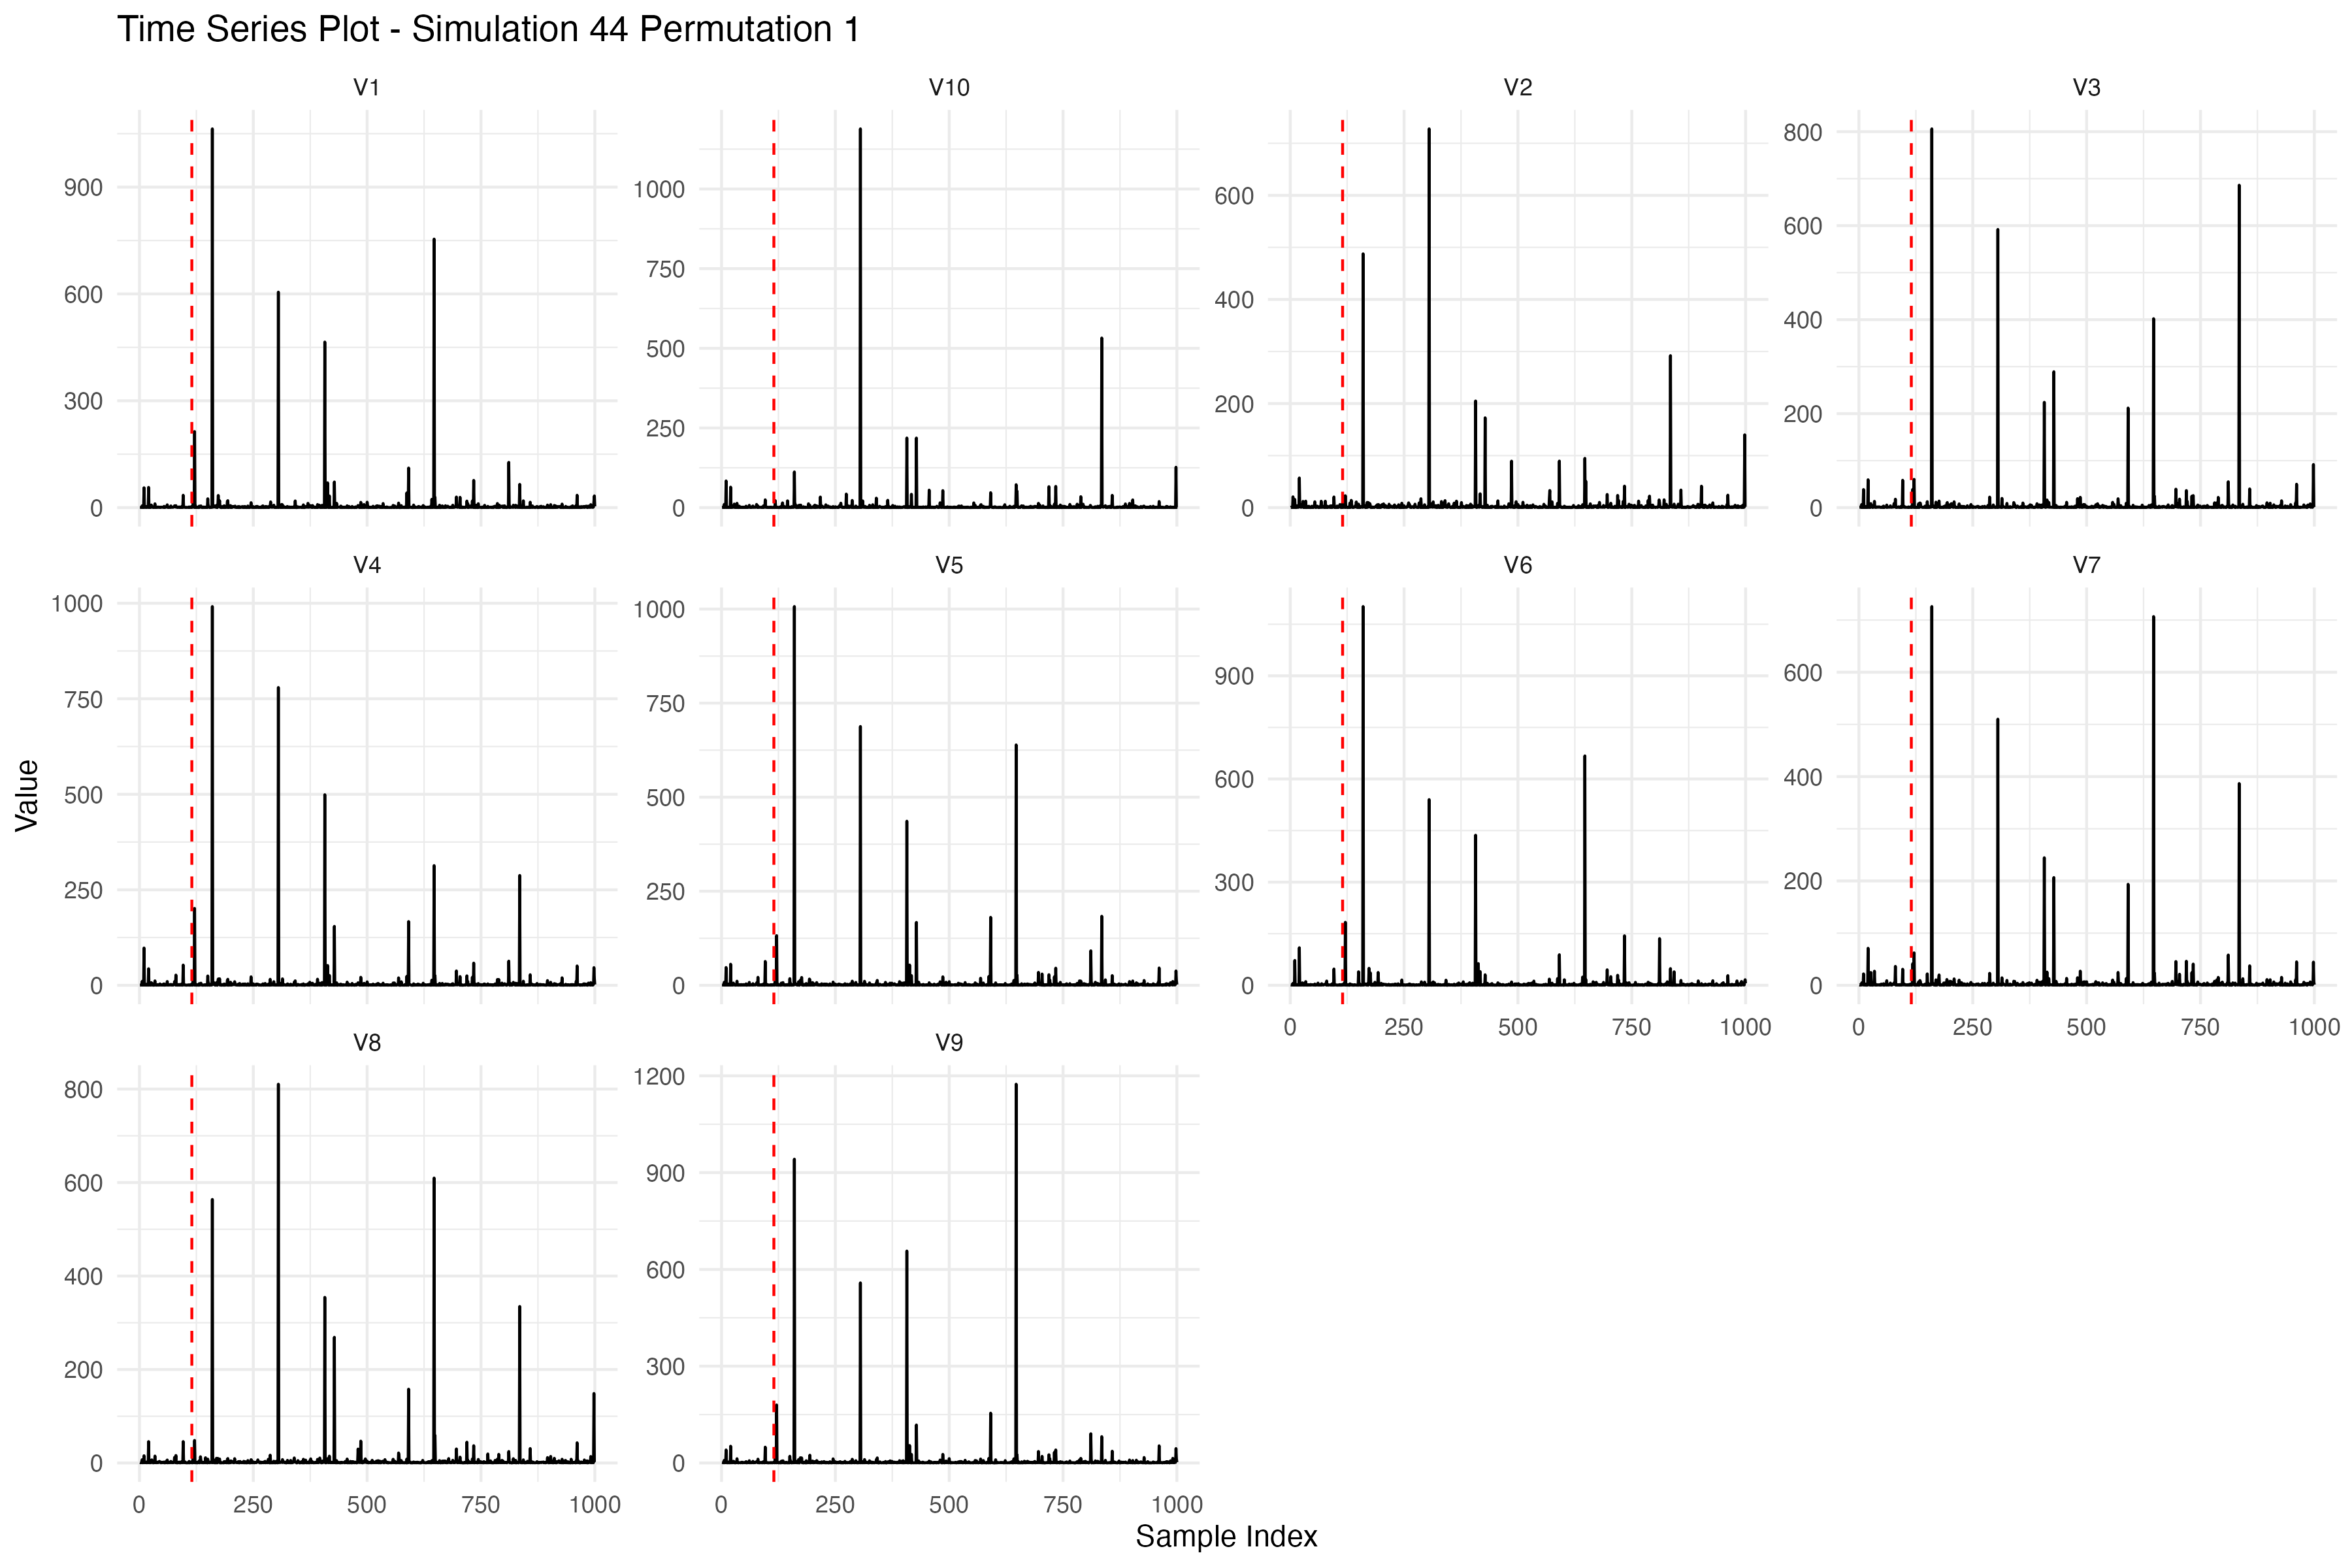 Time Series Plot - Simulation 44 Permutation 1
V1 V10 V2 V3
900 600 300 0
1000 750 500 250 0
600 400 200 0
800 600 400 200 0
V4 V5 V6 V7
1000 750 500 250 0
1000 750 500 250 0
900 600 300 0
600 400 200 0
0 250 500 750 1000
0 250 500 750 1000
V8 V9
800 600 400 200 0
1200 900 600 300 0
0 250 500 750 1000
0 250 500 750 1000
Value
Sample Index